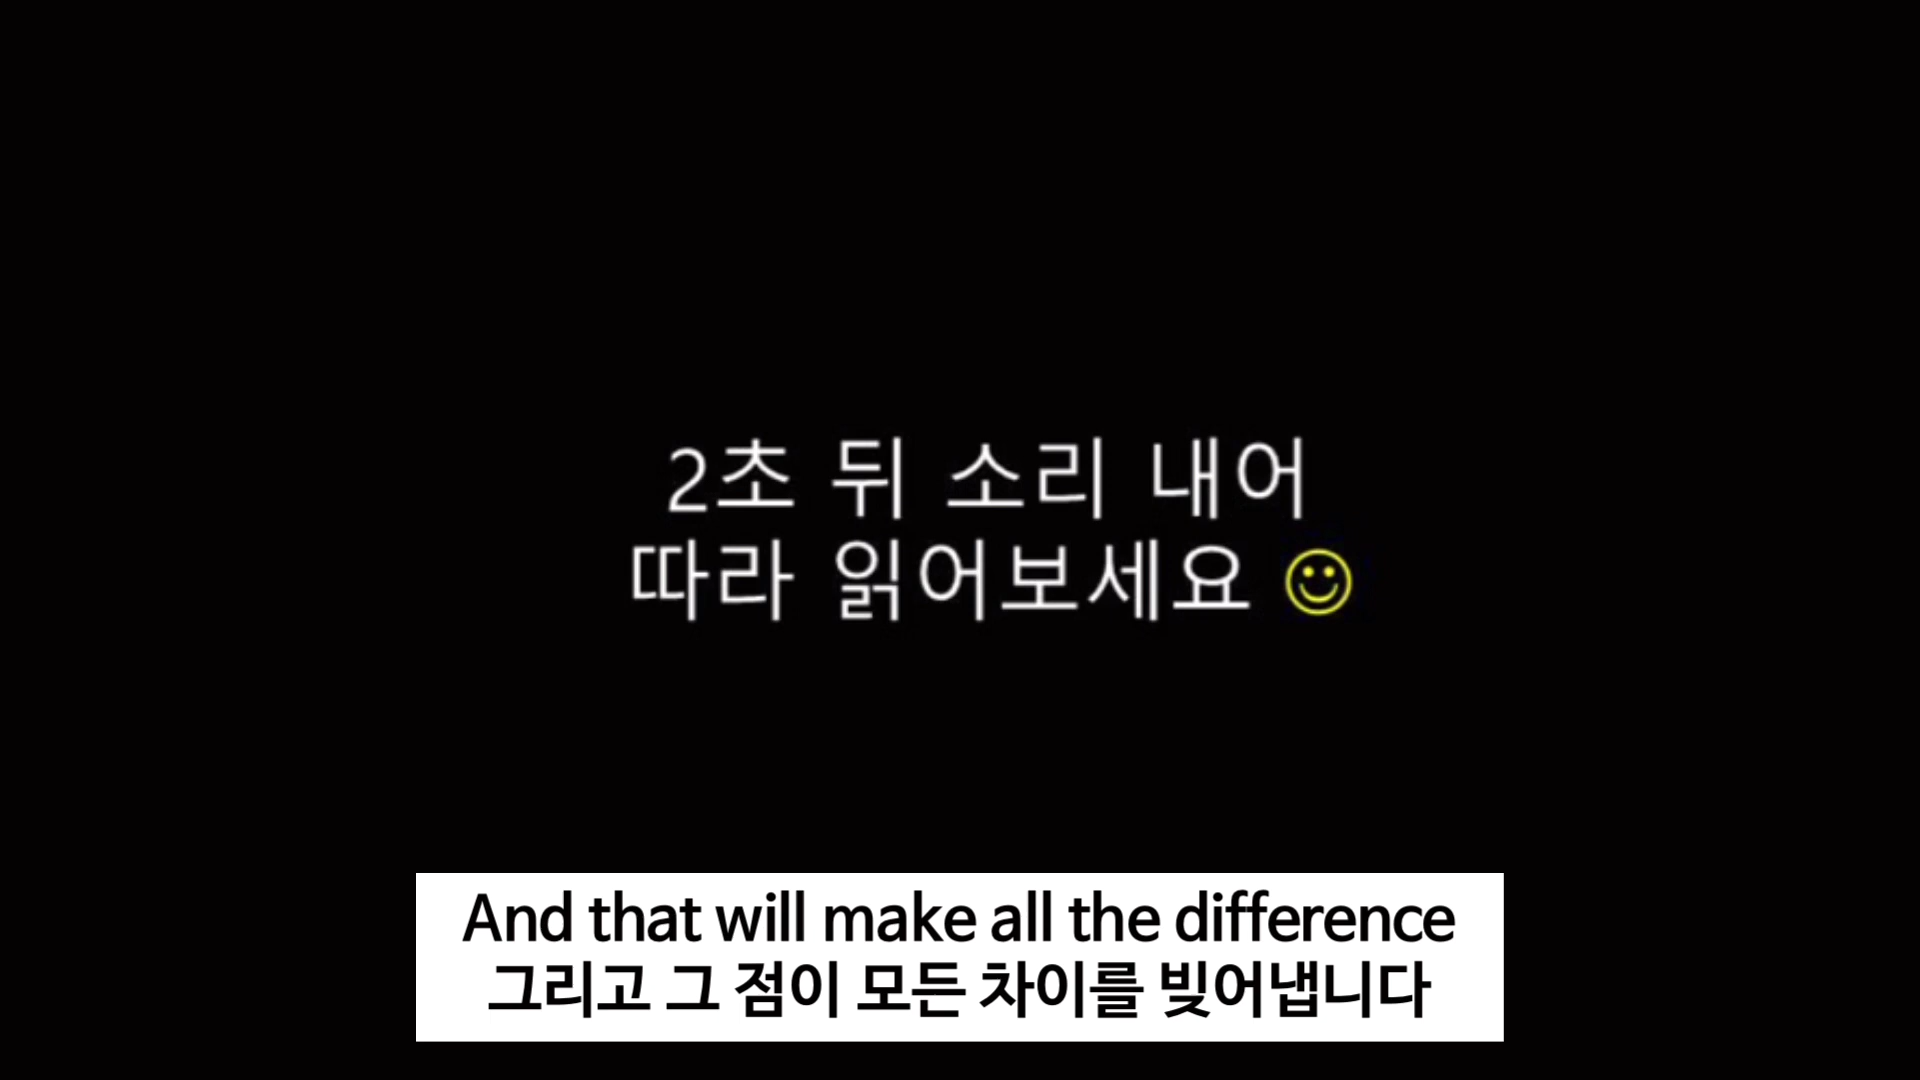 2초 뒤 소리 내어
따라 읽어보세요 ☺
And that will make all the difference
그리고 그 점이 모든 차이를 빚어냅니다